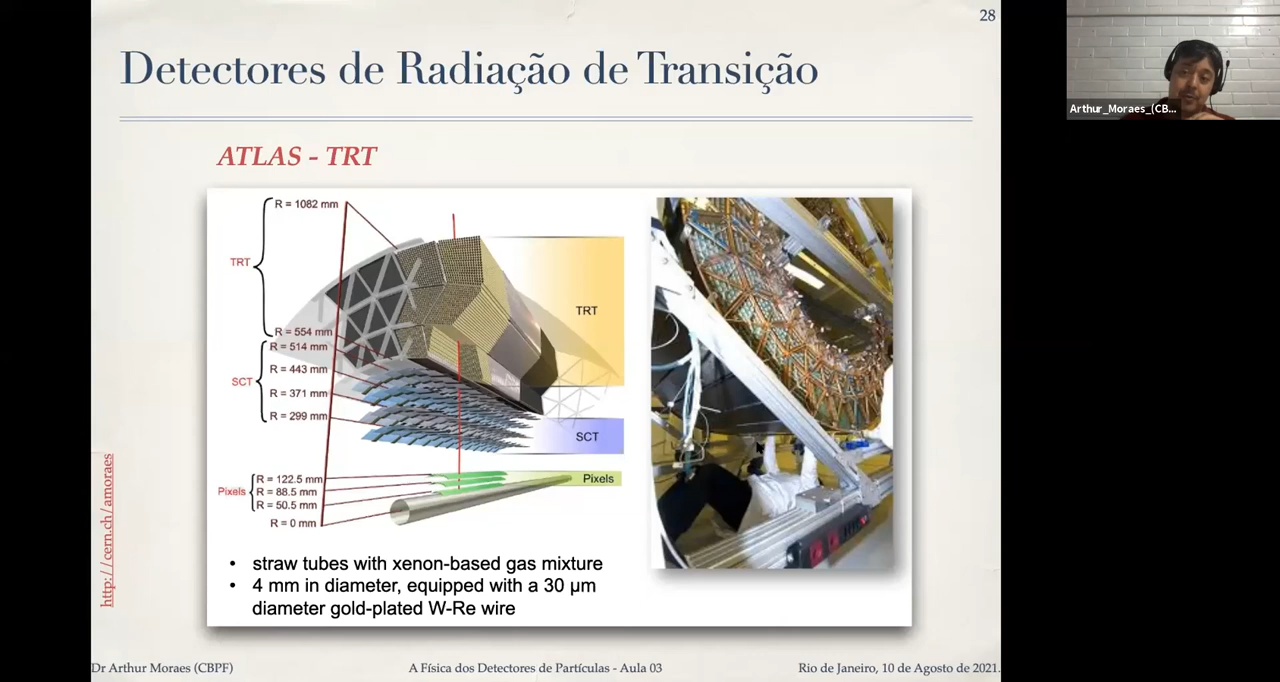 28
Detectores de Radiação de Transição
ATLAS - TRT
R = 1082 mm
TRT
R = 554 mm
R = 514 mm
R = 443 mm
SCT
R = 371 mm
R = 299 mm
R = 122.5 mm
Pixels
R = 88.5 mm
R = 50.5 mm
R = 0 mm
TRT
SCT
Pixels
• straw tubes with xenon-based gas mixture
• 4 mm in diameter, equipped with a 30 μm
diameter gold-plated W-Re wire
http://cern.ch/amoraes
Dr Arthur Moraes (CBPF)
A Física dos Detectores de Partículas - Aula 03
Rio de Janeiro, 10 de Agosto de 2021.
Arthur_Moraes_(CB...